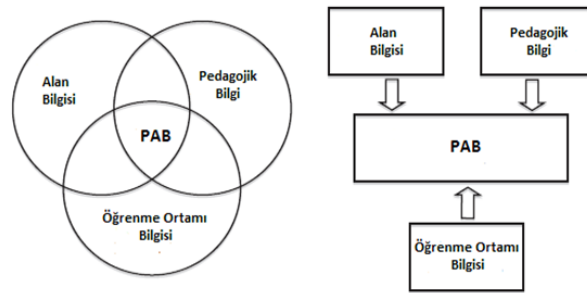 Alan
Bilgisi
Pedagojik
Bilgi
PAB
Öğrenme Ortamı
Bilgisi
Alan
Bilgisi
Pedagojik
Bilgi
PAB
Öğrenme Ortamı
Bilgisi